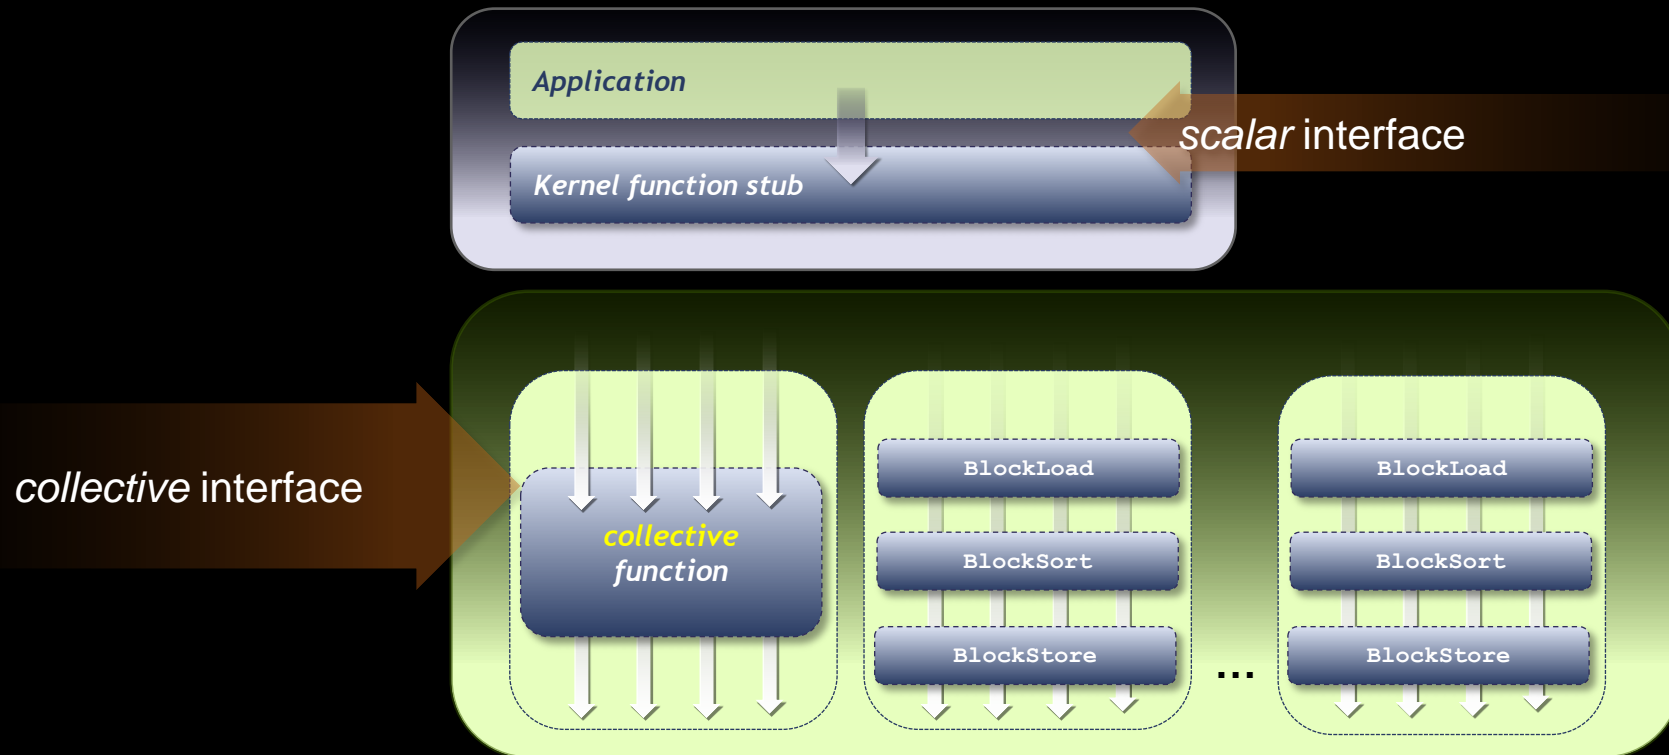 Application
scalar interface
Kernel function stub
collective interface
collective
function
BlockLoad
BlockSort
BlockStore
...
BlockLoad
BlockSort
BlockStore